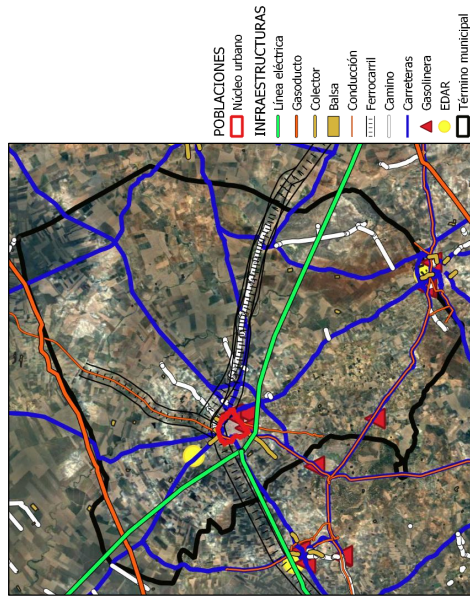 POBLACIONES
Núcleo urbano
INFRAESTRUCTURAS
Línea eléctrica
Gasoducto
Colector
Balsa
Conducción
Ferrocarril
Camino
Carreteras
Gasolinera
EDAR
Término municipal